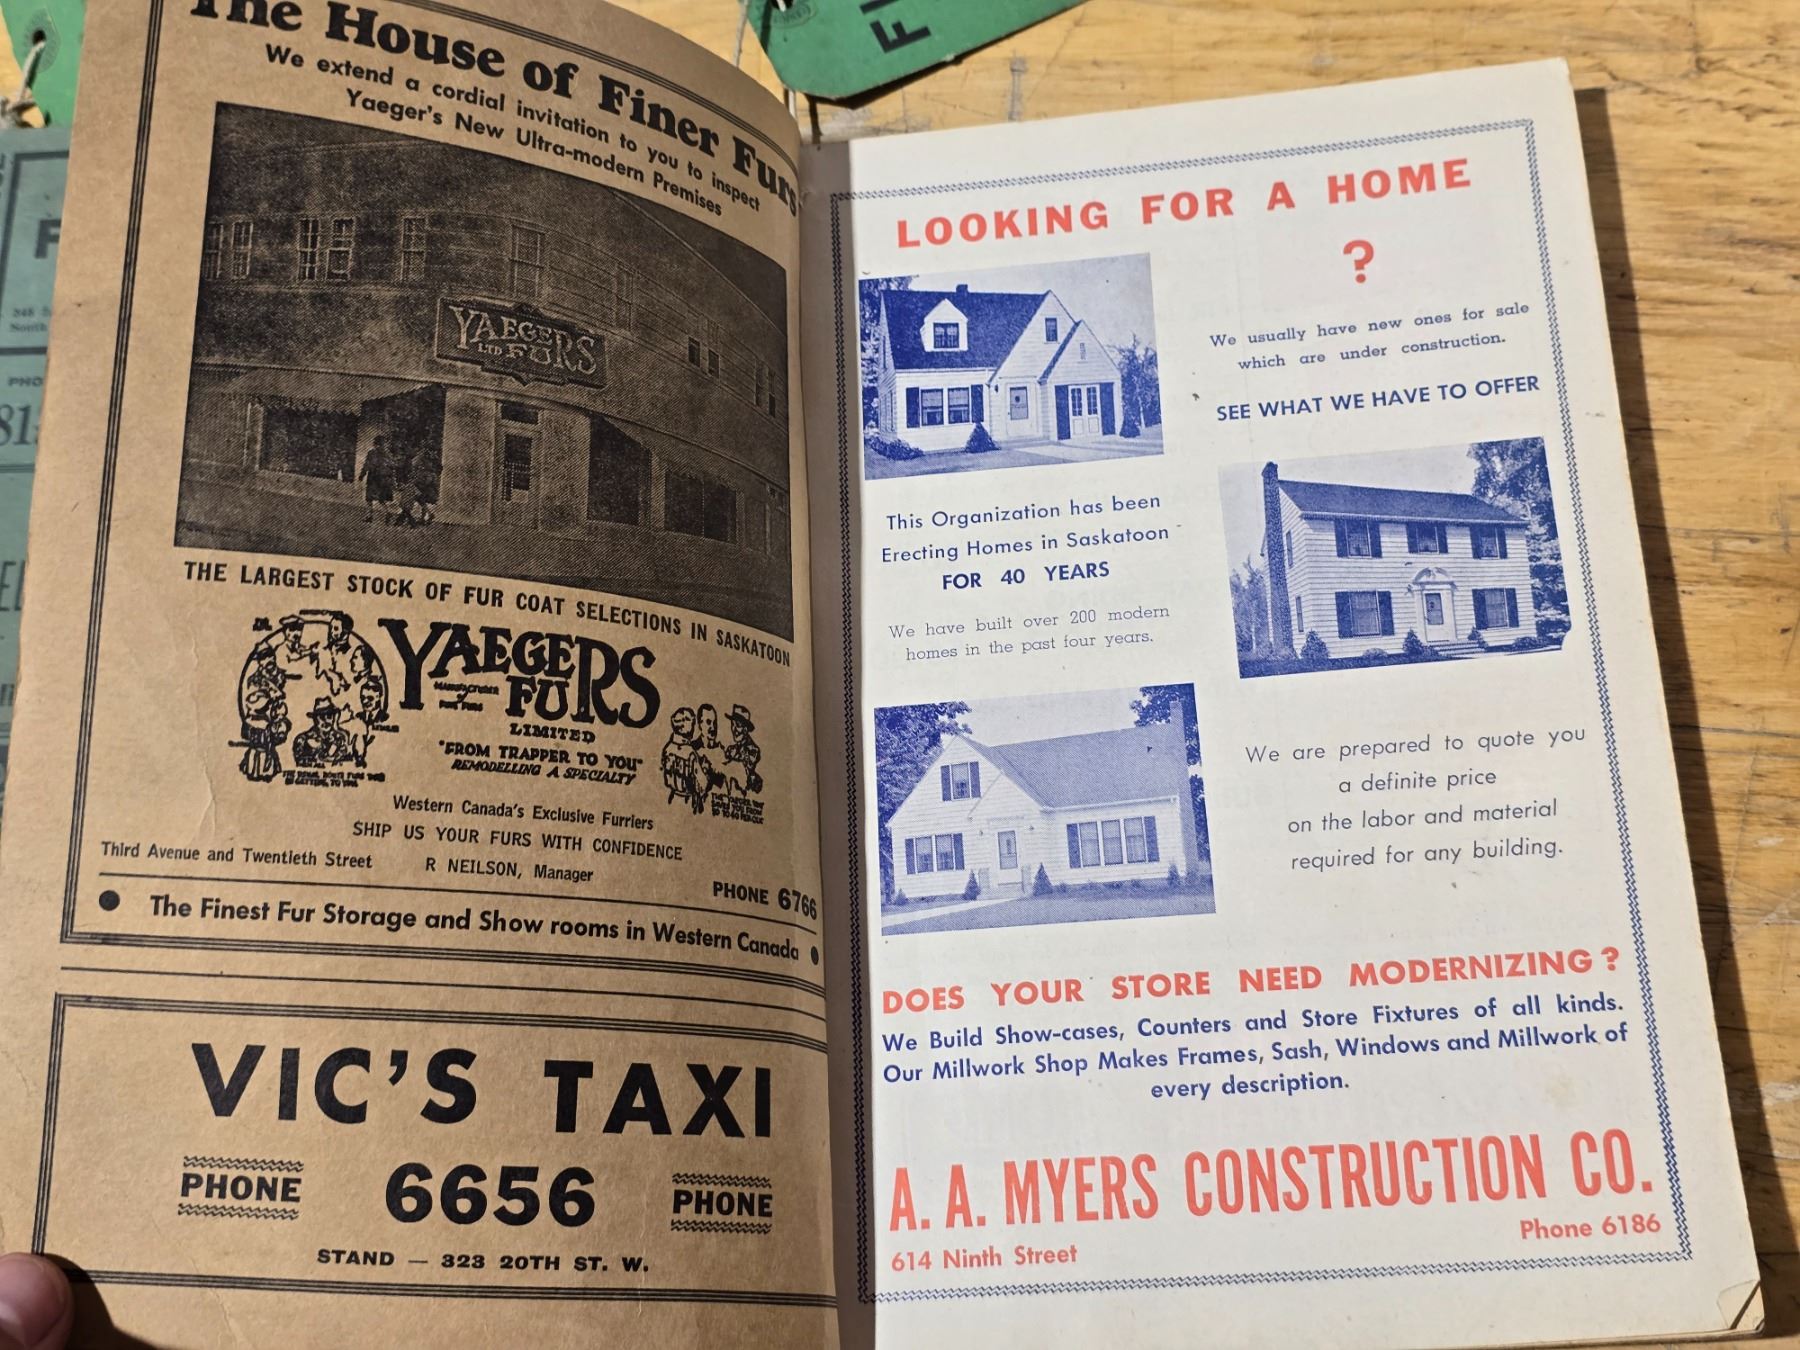 The House of Finer Furs
We extend a cordial invitation to you to inspect
Yaeger's New Ultra-modern Premises
YAEGERS
LTD FURS
THE LARGEST STOCK OF FUR COAT SELECTIONS IN SASKATOON
YAEGERS
MANUFACTURER
OF
FINE FURS
FURS
LIMITED
"FROM TRAPPER TO YOU"
REMODELLING A SPECIALTY
Western Canada's Exclusive Furriers
SHIP US YOUR FURS WITH CONFIDENCE
Third Avenue and Twentieth Street
R NEILSON, Manager
PHONE 6766
The Finest Fur Storage and Show rooms in Western Canada
VIC'S TAXI
PHONE 6656 PHONE
STAND — 323 20TH ST. W.
LOOKING FOR A HOME
?
We usually have new ones for sale
which are under construction.
SEE WHAT WE HAVE TO OFFER
This Organization has been
Erecting Homes in Saskatoon
FOR 40 YEARS
We have built over 200 modern
homes in the past four years.
We are prepared to quote you
a definite price
on the labor and material
required for any building.
DOES YOUR STORE NEED MODERNIZING?
We Build Show-cases, Counters and Store Fixtures of all kinds.
Our Millwork Shop Makes Frames, Sash, Windows and Millwork of
every description.
A. A. MYERS CONSTRUCTION CO.
614 Ninth Street
Phone 6186